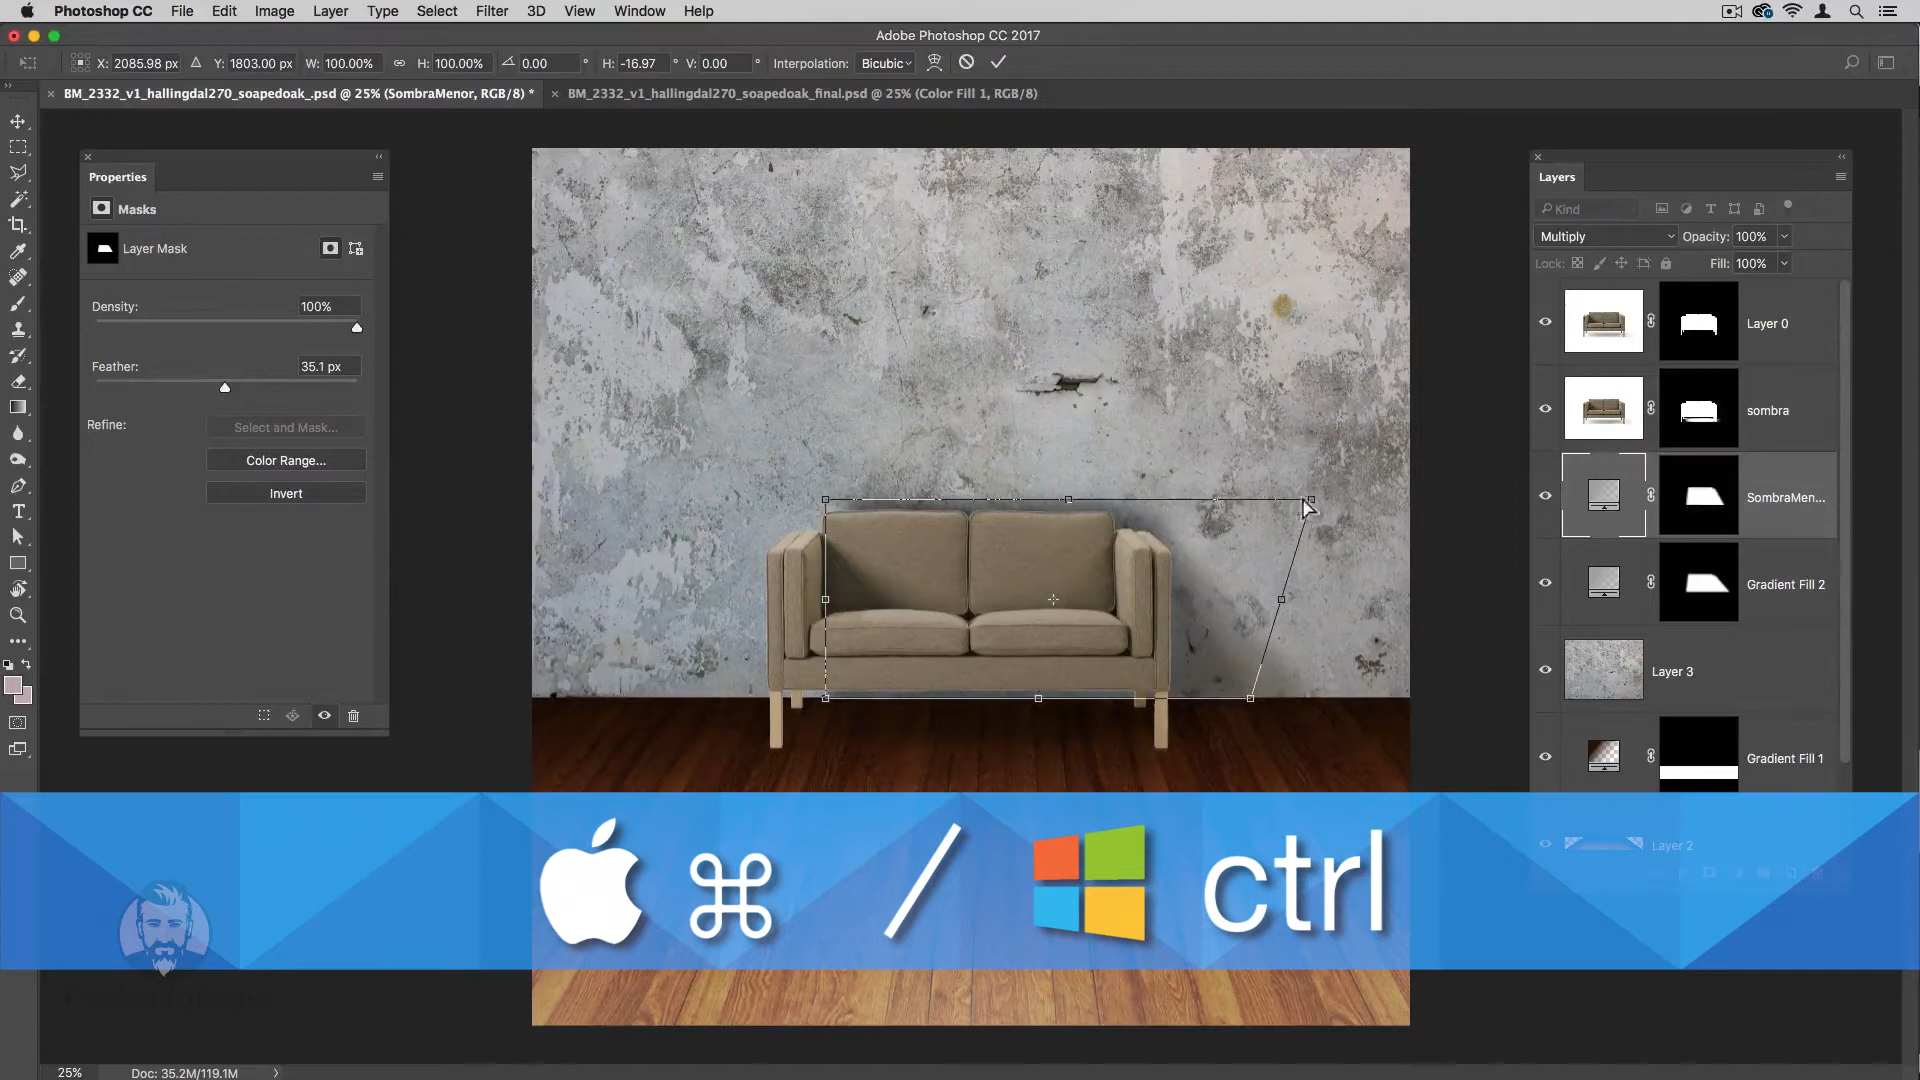 Photoshop CC File Edit Image Layer Type Select Filter 3D View Window Help
Adobe Photoshop CC 2017
X: 2085.98 px Y: 1803.00 px W: 100.00% H: 100.00% 0.00 ° H: -16.97 ° V: 0.00 ° Interpolation: Bicubic
BM_2332_v1_hallingdal270_soapedoak_.psd @ 25% (SombraMenor, RGB/8) * BM_2332_v1_hallingdal270_soapedoak_final.psd @ 25% (Color Fill 1, RGB/8)
Properties
Masks
Layer Mask
Density: 100%
Feather: 35.1 px
Refine: Select and Mask...
Color Range...
Invert
Layers
Kind
Multiply Opacity: 100%
Lock: Fill: 100%
Layer 0
sombra
SombraMen...
Gradient Fill 2
Layer 3
Gradient Fill 1
Layer 2
⌘ / ctrl
25% Doc: 35.2M/119.1M